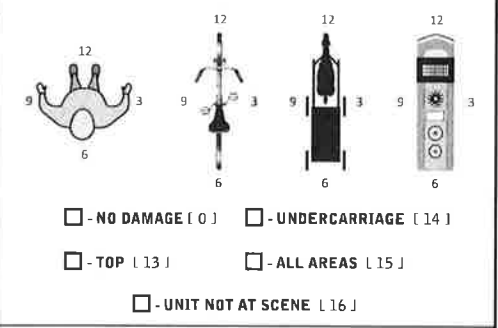 12 12 12 12
9 3 9 3 9 3 9 3
6 6 6 6
- NO DAMAGE [ 0 ] - UNDERCARRIAGE [ 14 ]
- TOP [ 13 ] - ALL AREAS [ 15 ]
- UNIT NOT AT SCENE [ 16 ]